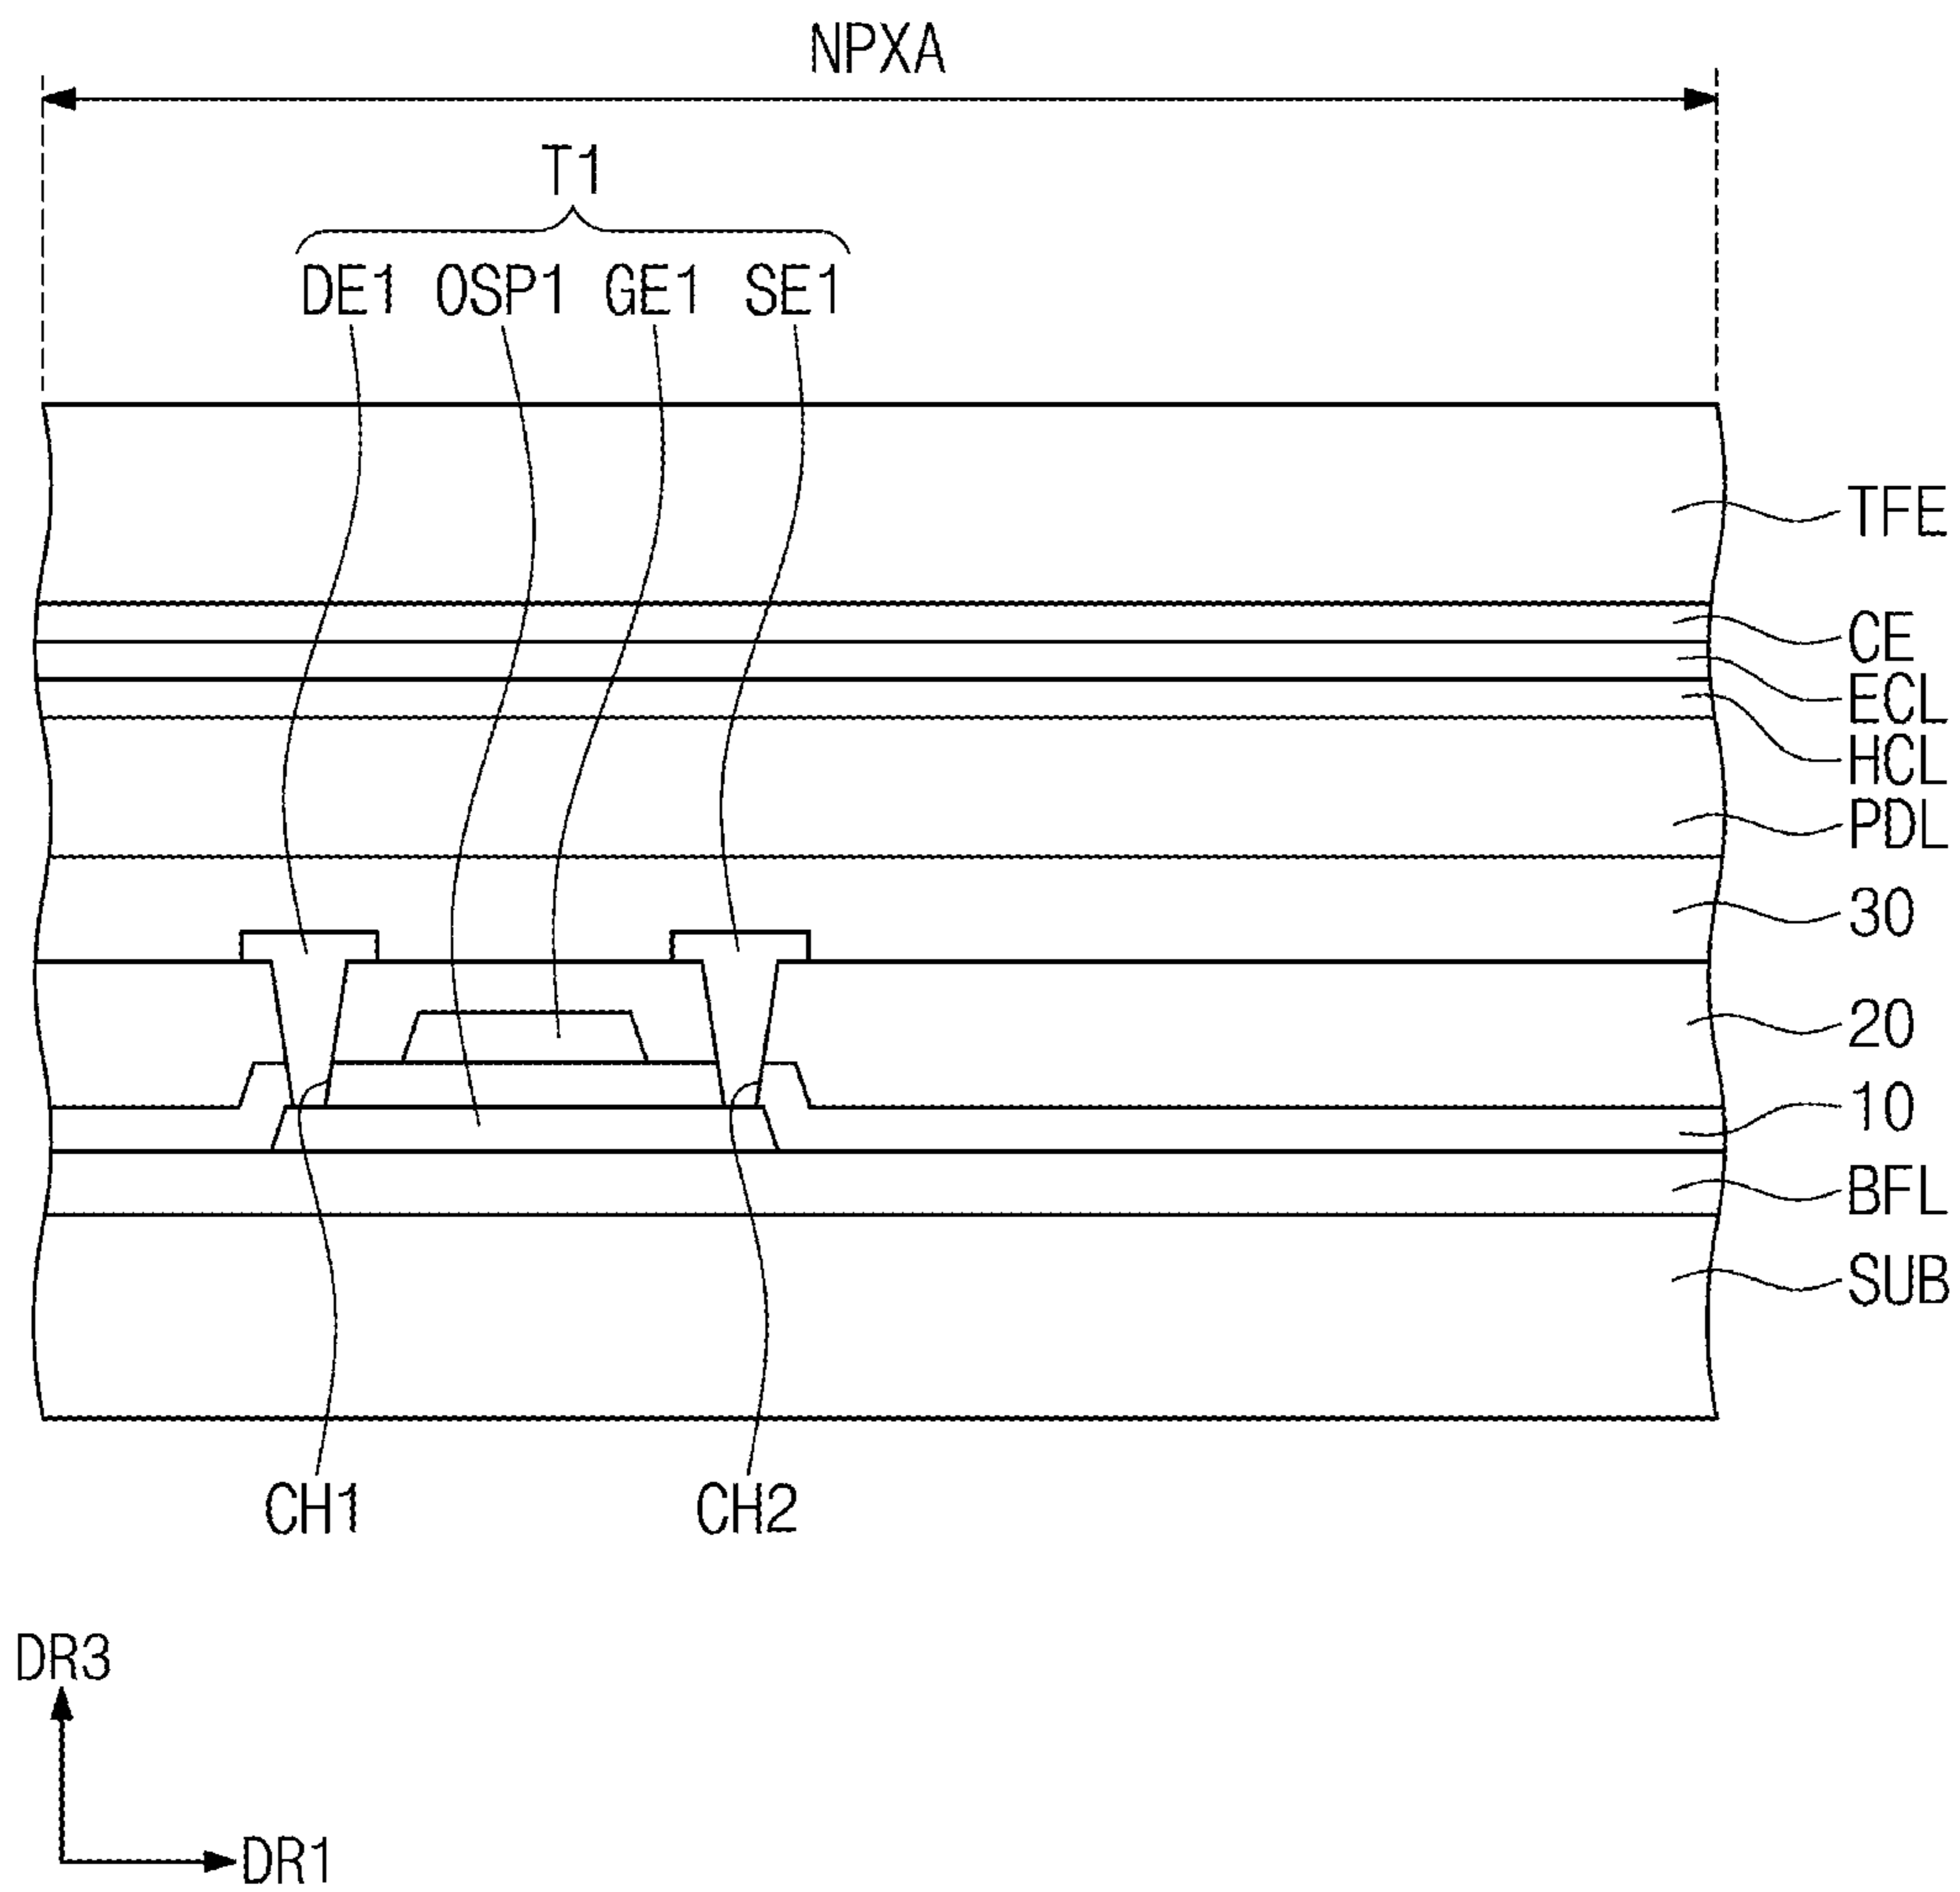 NPXA
T1
DE1 OSP1 GE1 SE1
TFE
CE
ECL
HCL
PDL
30
20
10
BFL
SUB
CH1 CH2
DR3
DR1